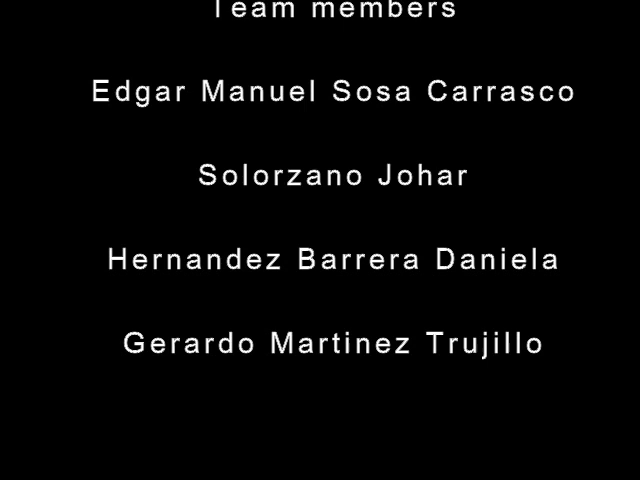 Team members
Edgar Manuel Sosa Carrasco
Solorzano Johar
Hernandez Barrera Daniela
Gerardo Martinez Trujillo